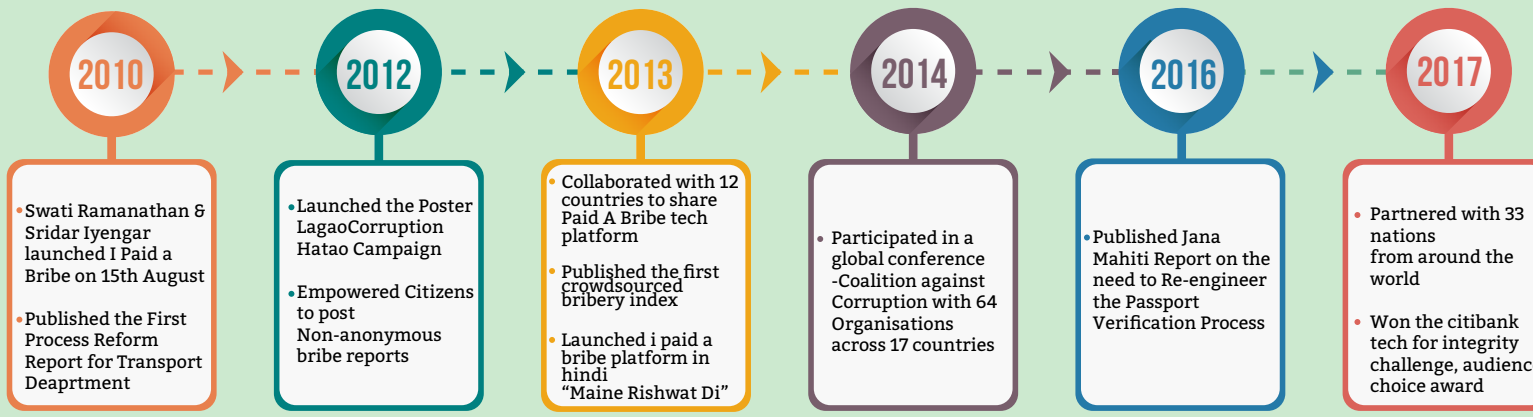 2010
2012
2013
2014
2016
2017
•Swati Ramanathan &
Sridar Iyengar
launched I Paid a
Bribe on 15th August
•Published the First
Process Reform
Report for Transport
Deaprtment
•Launched the Poster
LagaoCorruption
Hatao Campaign
•Empowered Citizens
to post
Non-anonymous
bribe reports
• Collaborated with 12
countries to share
Paid A Bribe tech
platform
• Published the first
crowdsourced
bribery index
• Launched i paid a
bribe platform in
hindi
“Maine Rishwat Di”
• Participated in a
global conference
-Coalition against
Corruption with 64
Organisations
across 17 countries
•Published Jana
Mahiti Report on the
need to Re-engineer
the Passport
Verification Process
• Partnered with 33
nations
from around the
world
• Won the citibank
tech for integrity
challenge, audienc
choice award